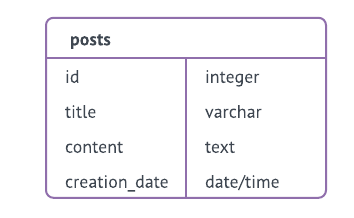 posts
id integer
title varchar
content text
creation_date date/time